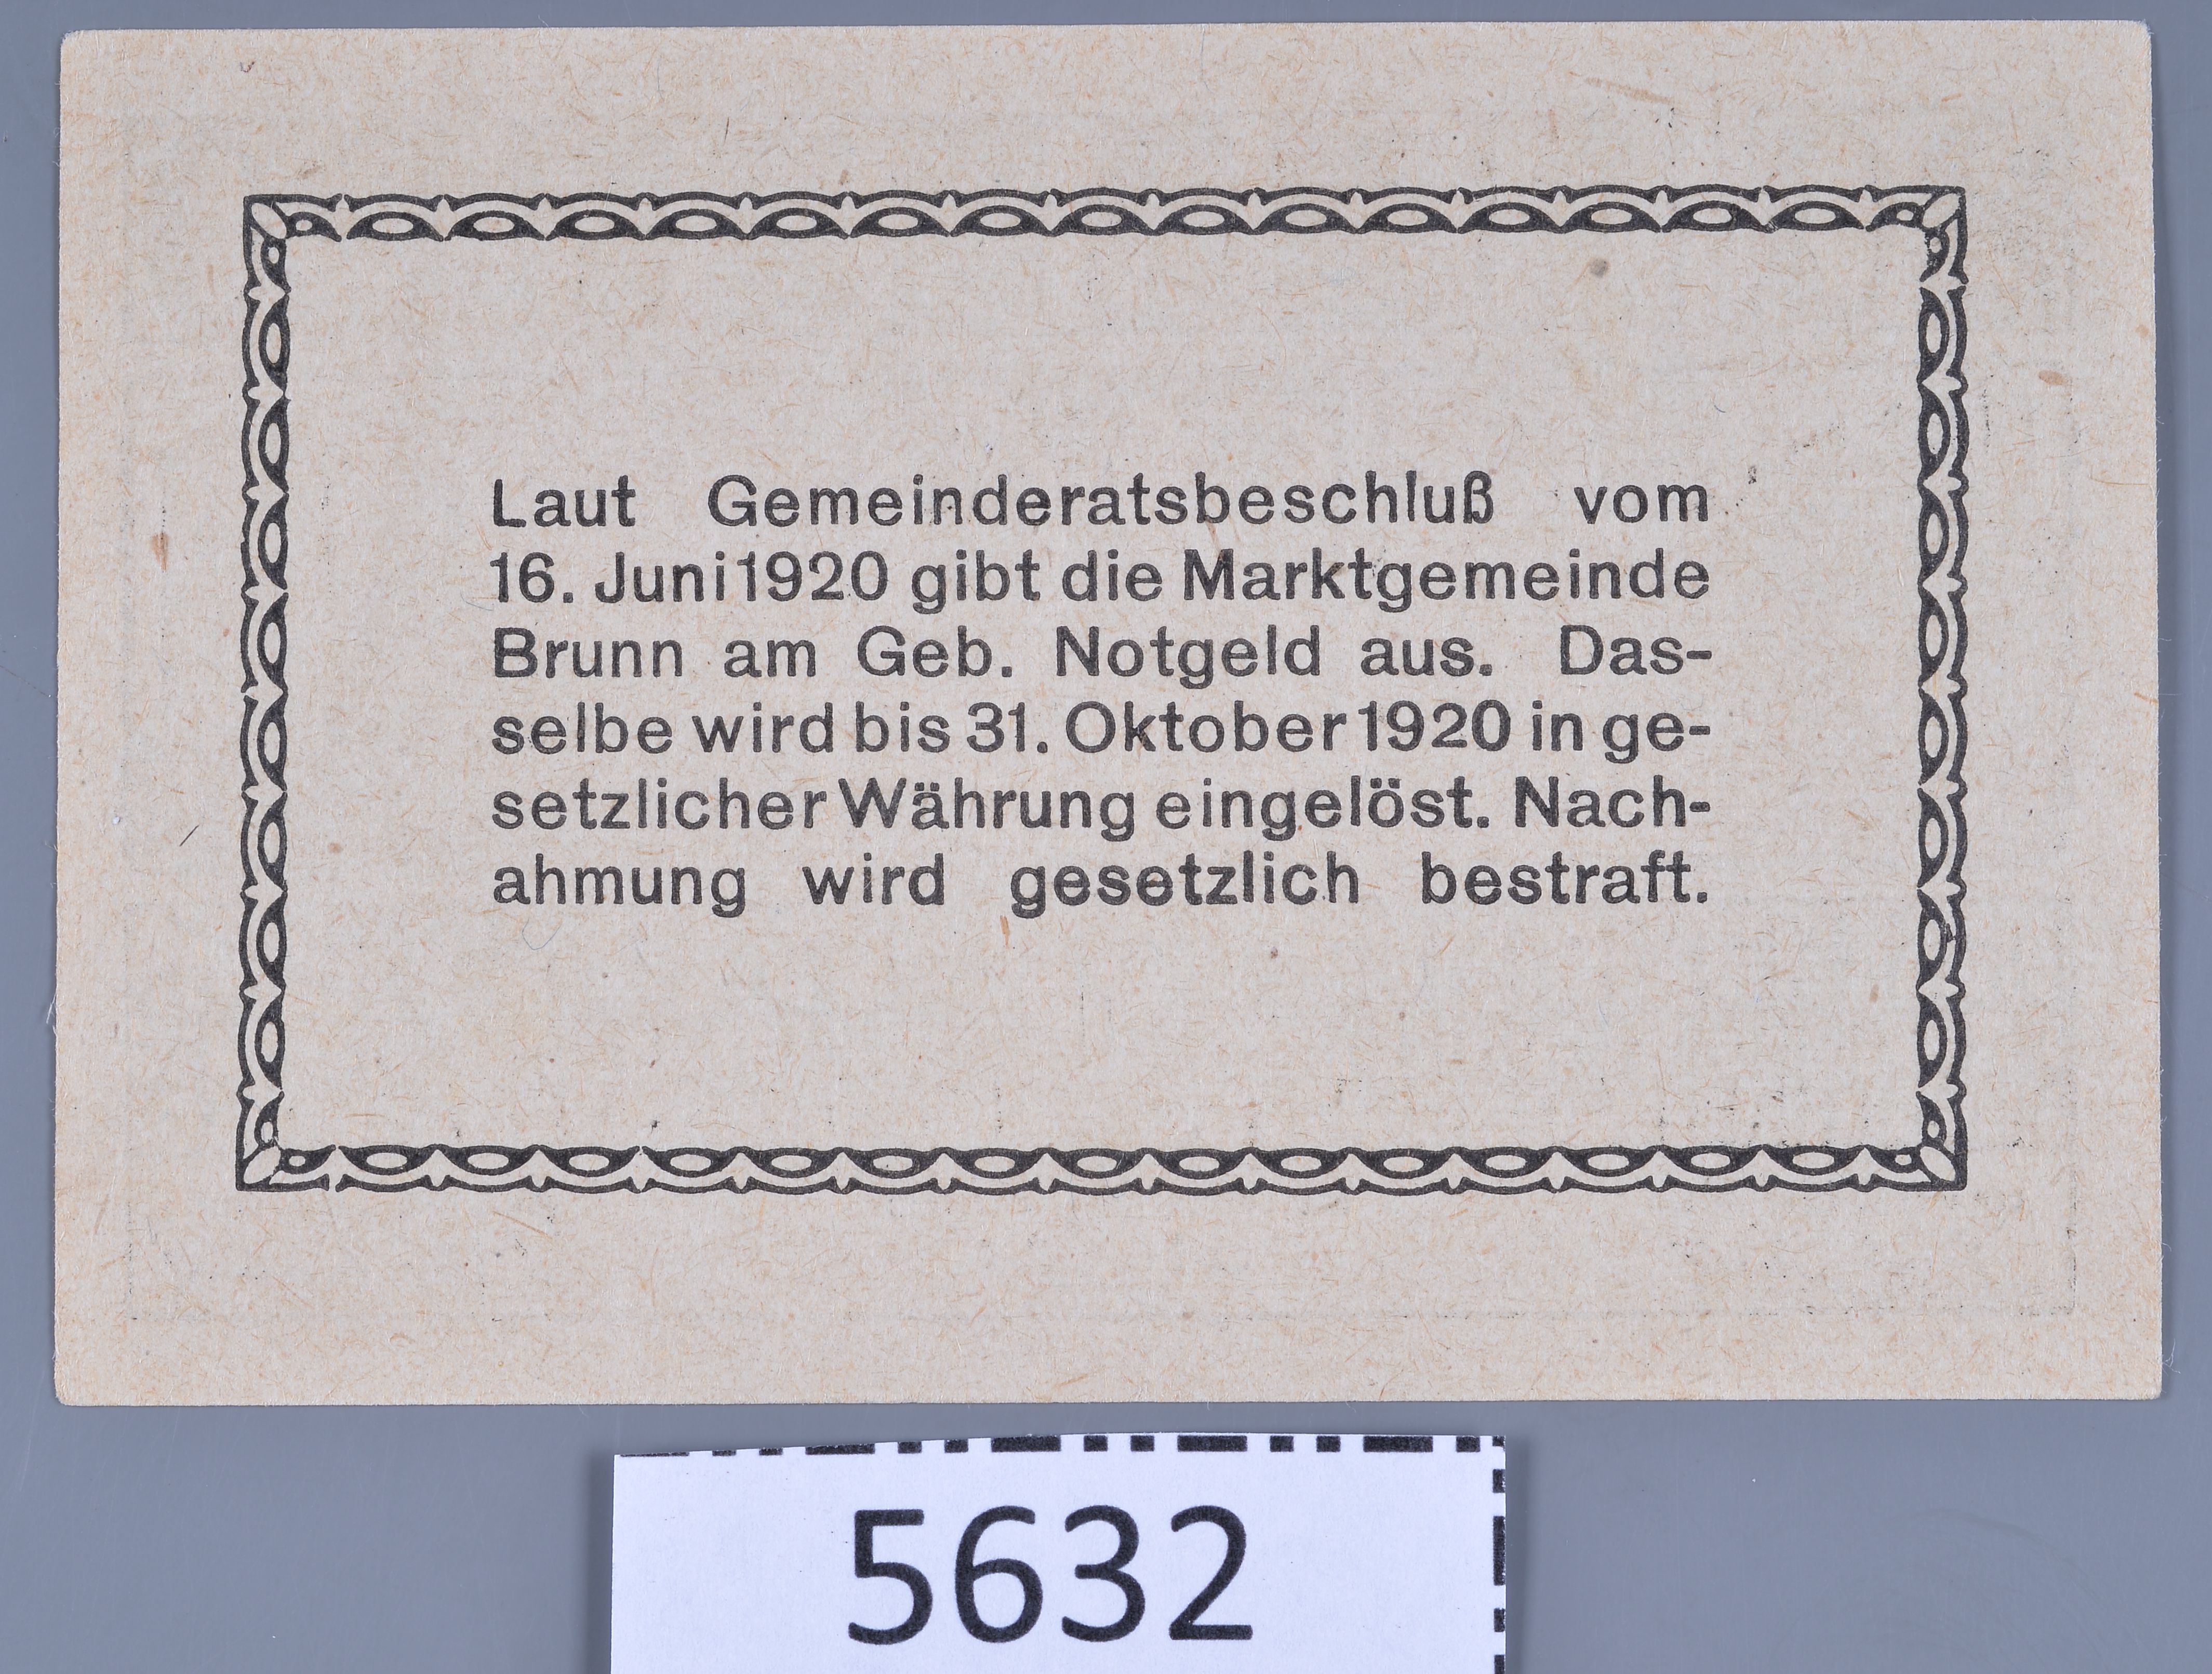 Laut Gemeinderatsbeschluß vom
16. Juni 1920 gibt die Marktgemeinde
Brunn am Geb. Notgeld aus. Das-
selbe wird bis 31. Oktober 1920 in ge-
setzlicher Währung eingelöst. Nach-
ahmung wird gesetzlich bestraft.
5632